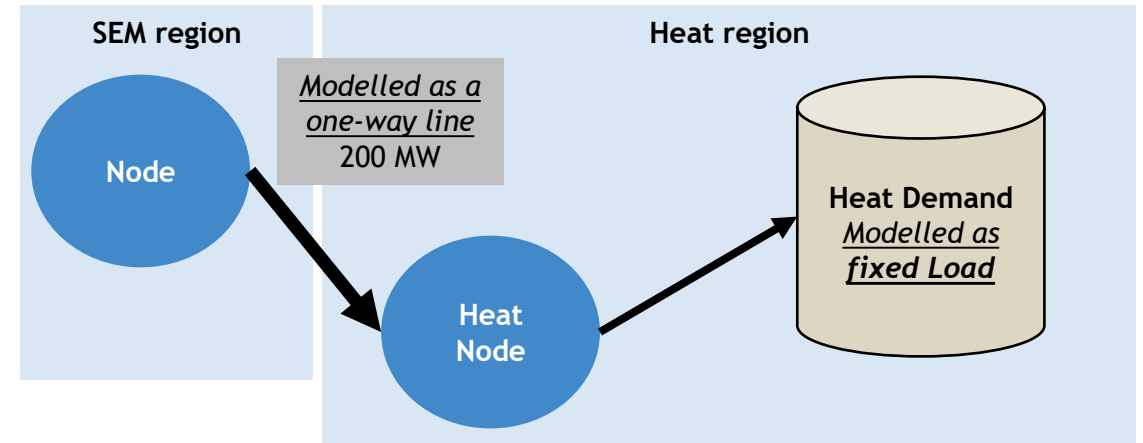 SEM region
Heat region
Modelled as a
one-way line
200 MW
Node
Heat Demand
Modelled as
fixed Load
Heat
Node